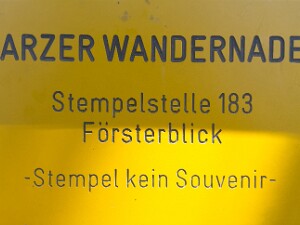 ARZER WANDERNADE
Stempelstelle 183
Försterblick
-Stempel kein Souvenir-